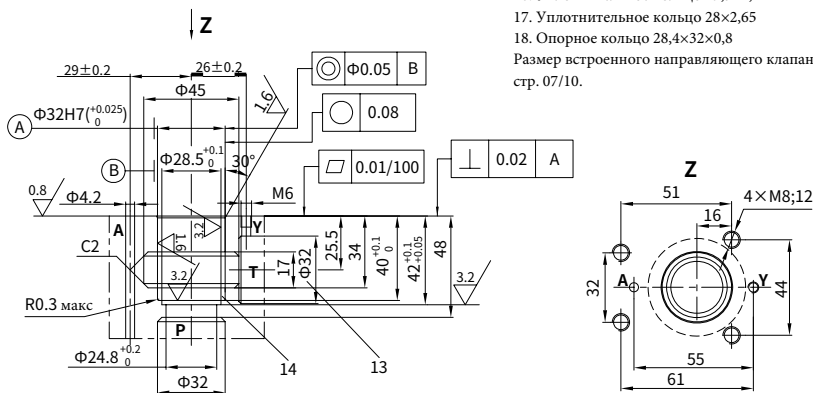 17. Уплотнительное кольцо 28×2,65
18. Опорное кольцо 28,4×32×0,8
Размер встроенного направляющего клапан
стр. 07/10.
Z
29±0.2
26±0.2
Φ45
1.6
Φ0.05 B
Φ32H7(+0.025 0)
A
0.08
B
Φ28.5 +0.1 0
30°
0.01/100
0.02 A
M6
0.8
Φ4.2
A
Y
3.2
1.6
C2
T
3.2
17
Φ32
25.5
34
40 +0.1 0
42 +0.1 +0.05
48
3.2
R0.3 макс
P
Φ24.8 +0.2 0
14
13
Φ32
Z
51
4×M8;12
16
A
Y
32
44
55
61